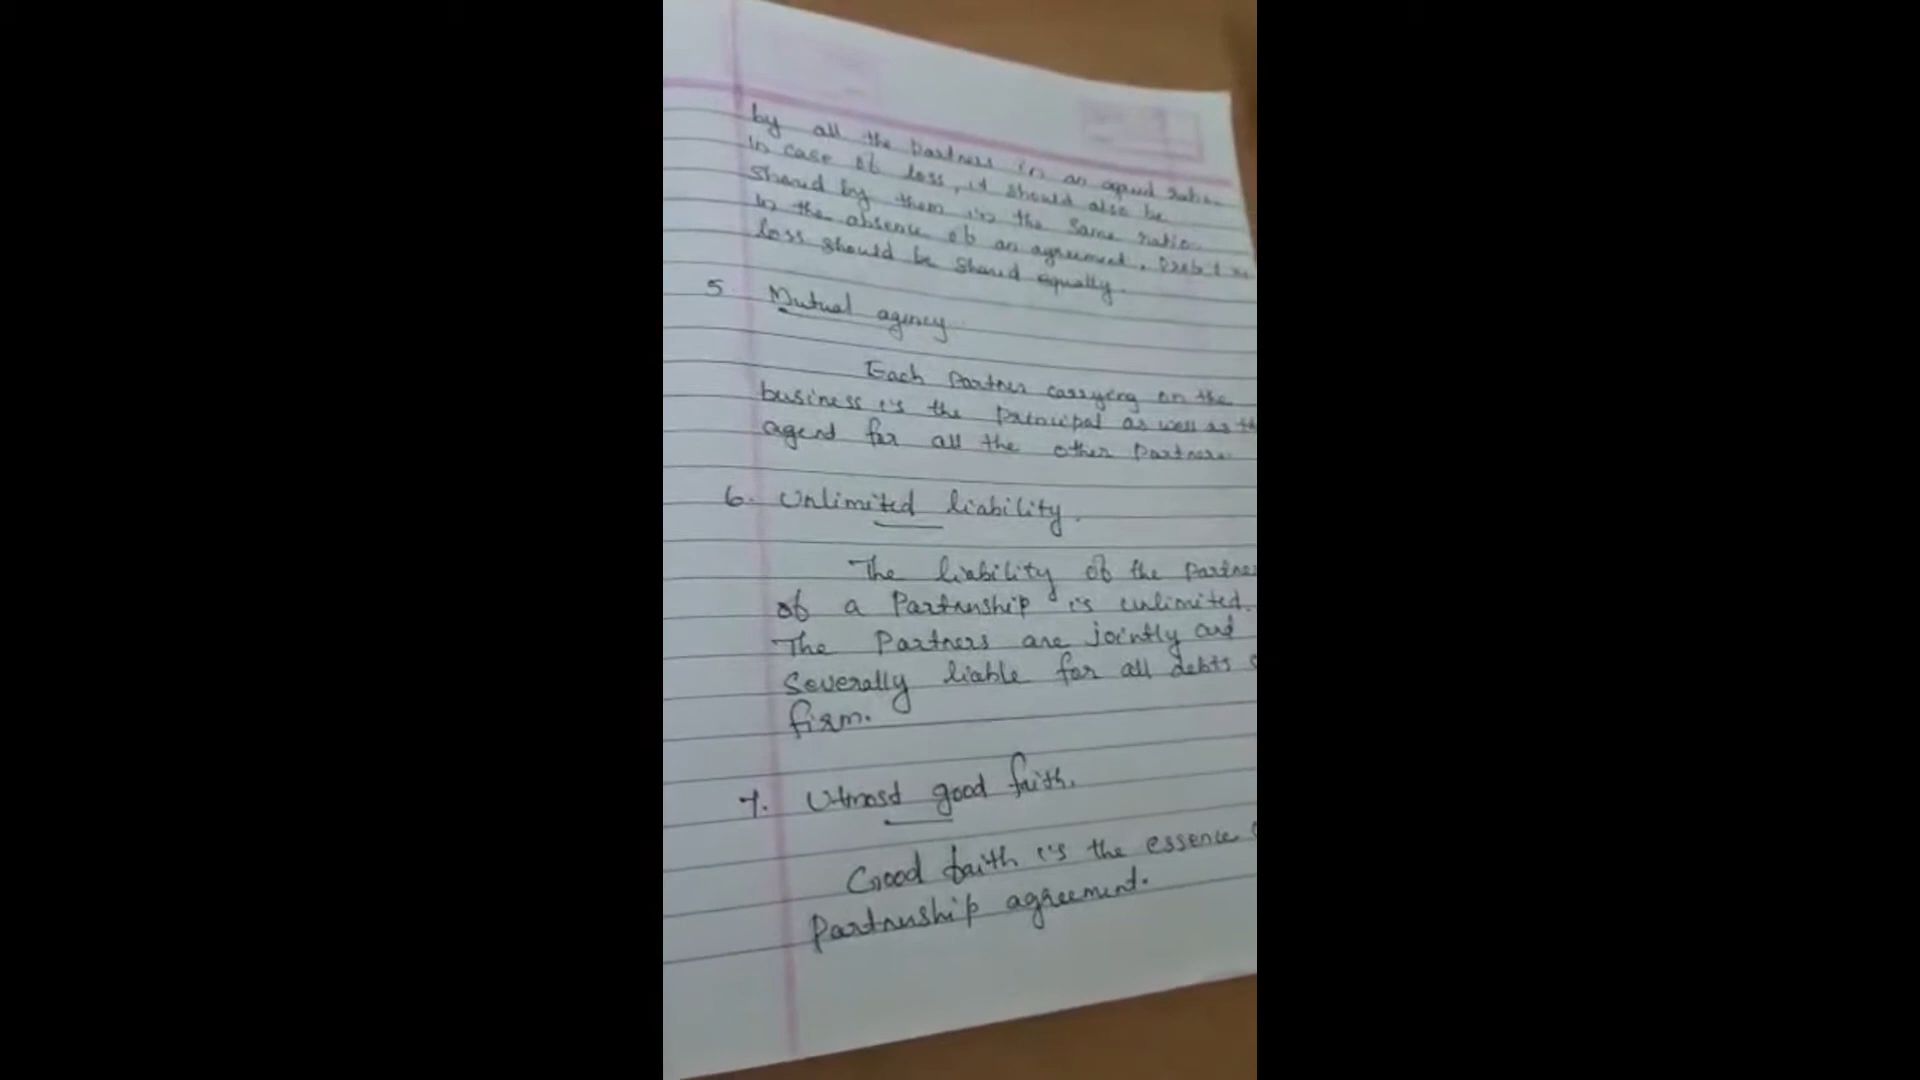 by all the partners in an agreed ratio.
In case of loss, it should also be
shared by them in the same ratio.
In the absence of an agreement, profit
loss should be shared equally.
5. Mutual agency
Each partner carrying on the
business is the principal as well as
agent for all the other partners
6. Unlimited liability.
The liability of the
of a Partnership is unlimited.
The Partners are jointly and
Severally liable for all debts
firm.
7. Utmost good faith.
Good faith is the essence
Partnership agreement.